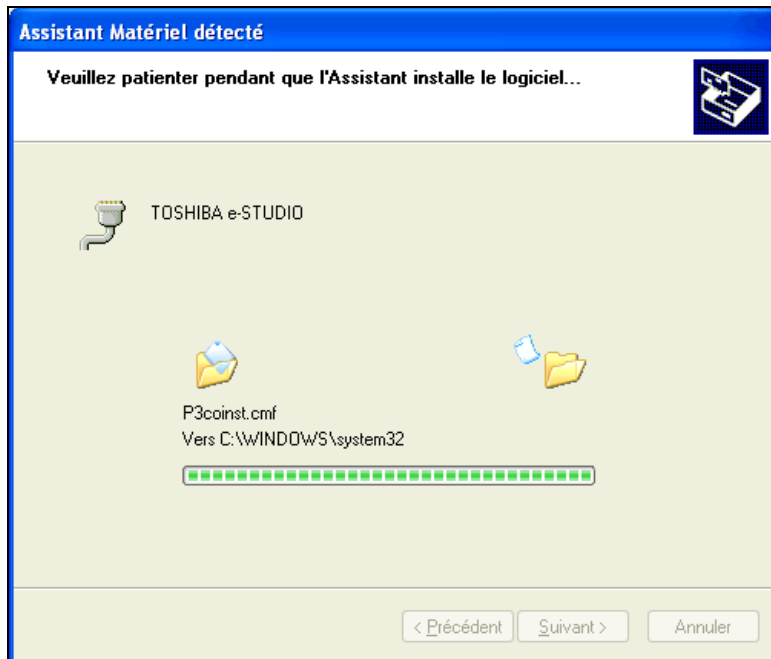 Assistant Matériel détecté
Veuillez patienter pendant que l'Assistant installe le logiciel...
TOSHIBA e-STUDIO
P3coinst.cmf
Vers C:\WINDOWS\system32
< Précédent
Suivant >
Annuler